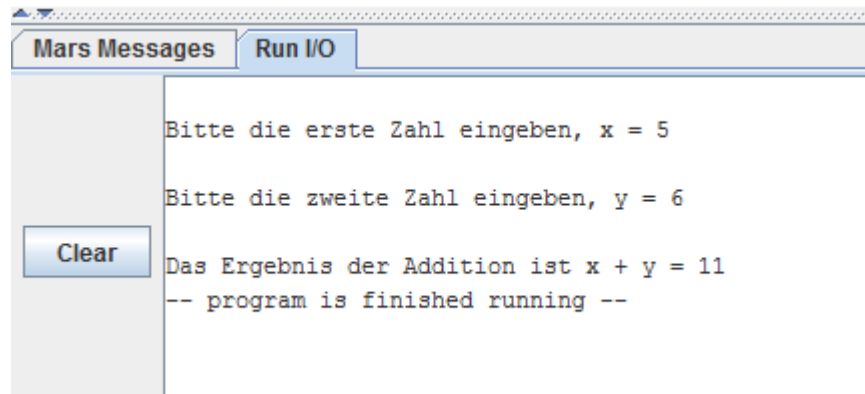 Mars Messages Run I/O
Bitte die erste Zahl eingeben, x = 5
Bitte die zweite Zahl eingeben, y = 6
Clear
Das Ergebnis der Addition ist x + y = 11
-- program is finished running --